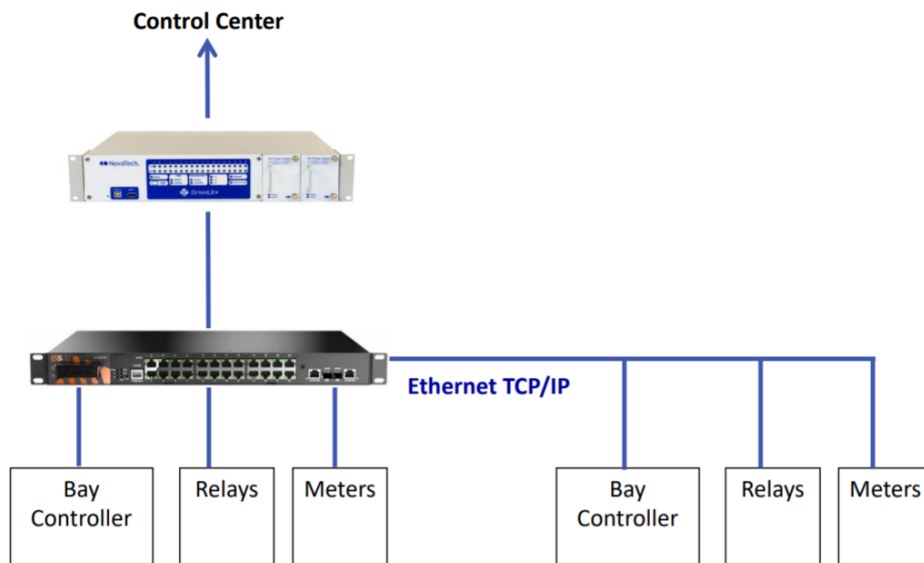 Control Center
NovaTech
OrionLX+
Ethernet TCP/IP
Bay
Controller
Relays
Meters
Bay
Controller
Relays
Meters